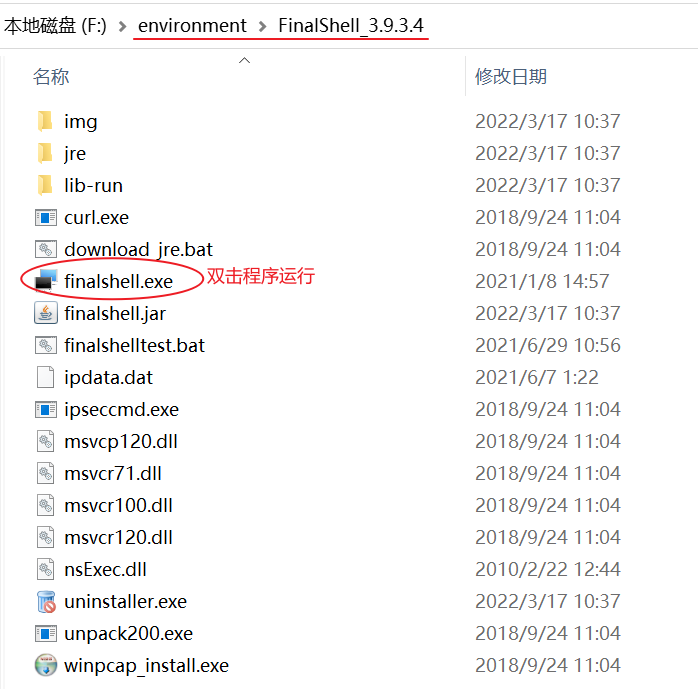 本地磁盘 (F:) > environment > FinalShell_3.9.3.4
名称 修改日期
img 2022/3/17 10:37
jre 2022/3/17 10:37
lib-run 2022/3/17 10:37
curl.exe 2018/9/24 11:04
download_jre.bat 2018/9/24 11:04
finalshell.exe 双击程序运行 2021/1/8 14:57
finalshell.jar 2022/3/17 10:37
finalshelltest.bat 2021/6/29 10:56
ipdata.dat 2021/6/7 1:22
ipseccmd.exe 2018/9/24 11:04
msvcp120.dll 2018/9/24 11:04
msvcr71.dll 2018/9/24 11:04
msvcr100.dll 2018/9/24 11:04
msvcr120.dll 2018/9/24 11:04
nsExec.dll 2010/2/22 12:44
uninstaller.exe 2022/3/17 10:37
unpack200.exe 2018/9/24 11:04
winpcap_install.exe 2018/9/24 11:04